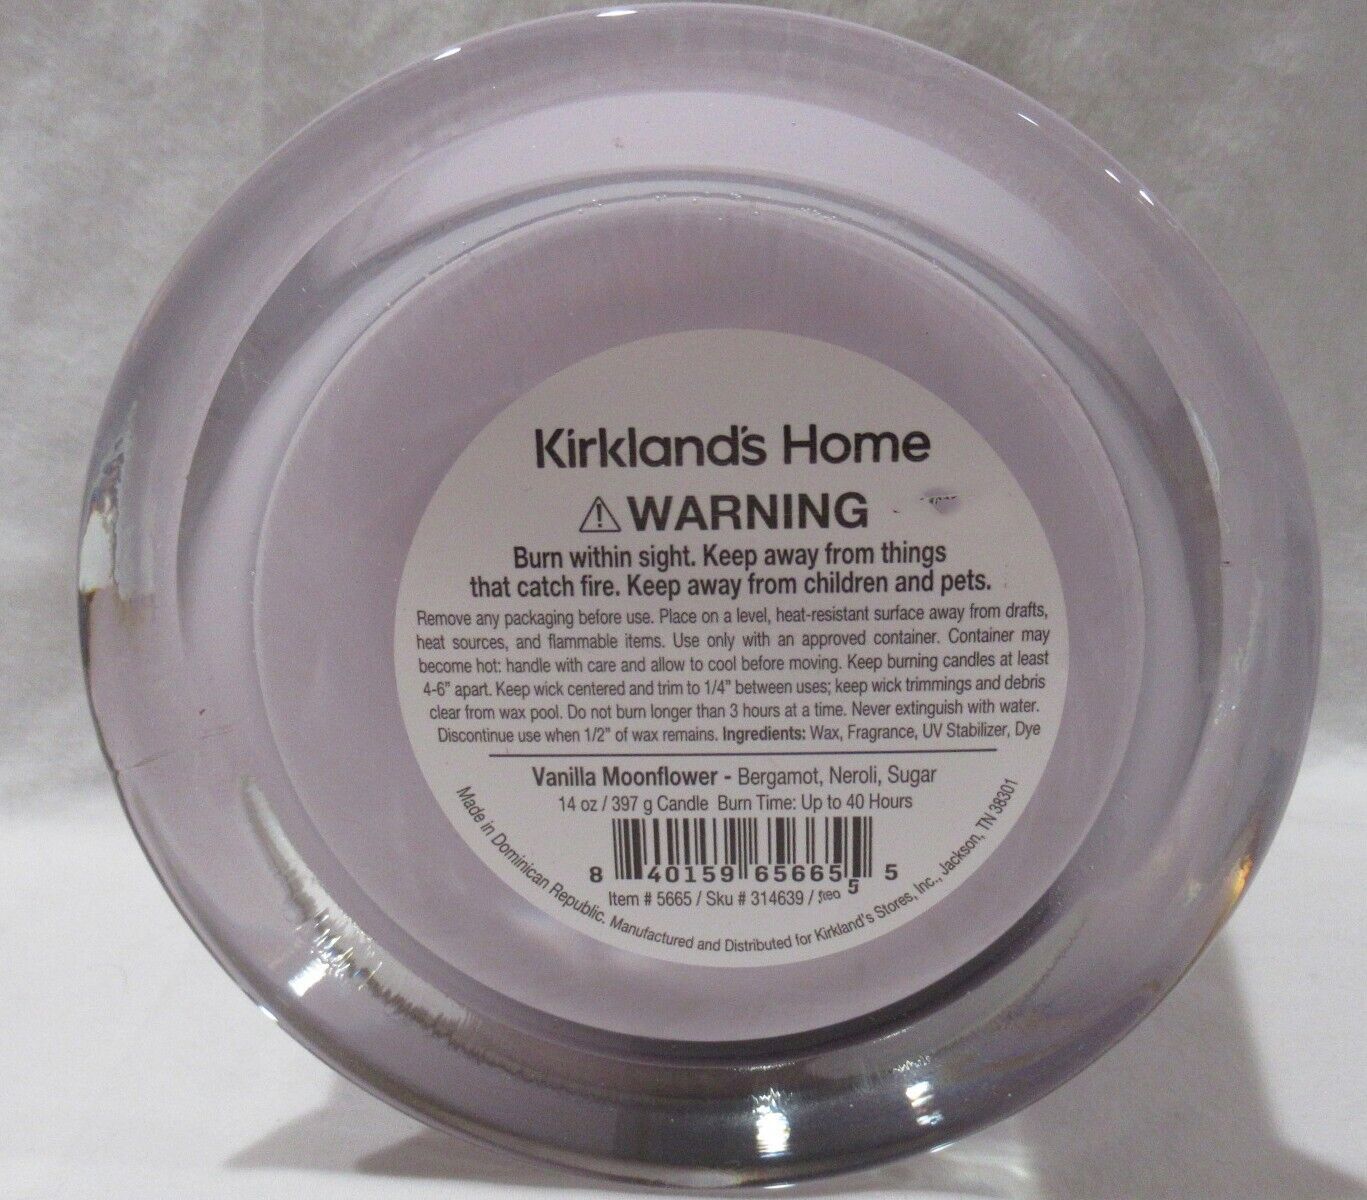 Kirkland's Home
⚠ WARNING
Burn within sight. Keep away from things
that catch fire. Keep away from children and pets.
Remove any packaging before use. Place on a level, heat-resistant surface away from drafts,
heat sources, and flammable items. Use only with an approved container. Container may
become hot: handle with care and allow to cool before moving. Keep burning candles at least
4-6" apart. Keep wick centered and trim to 1/4" between uses; keep wick trimmings and debris
clear from wax pool. Do not burn longer than 3 hours at a time. Never extinguish with water.
Discontinue use when 1/2" of wax remains. Ingredients: Wax, Fragrance, UV Stabilizer, Dye
Vanilla Moonflower - Bergamot, Neroli, Sugar
14 oz / 397 g Candle Burn Time: Up to 40 Hours
8 40159 65665 5
Item # 5665 / Sku # 314639 /
Made in Dominican Republic. Manufactured and Distributed for Kirkland's Stores, Inc., Jackson, TN 38301